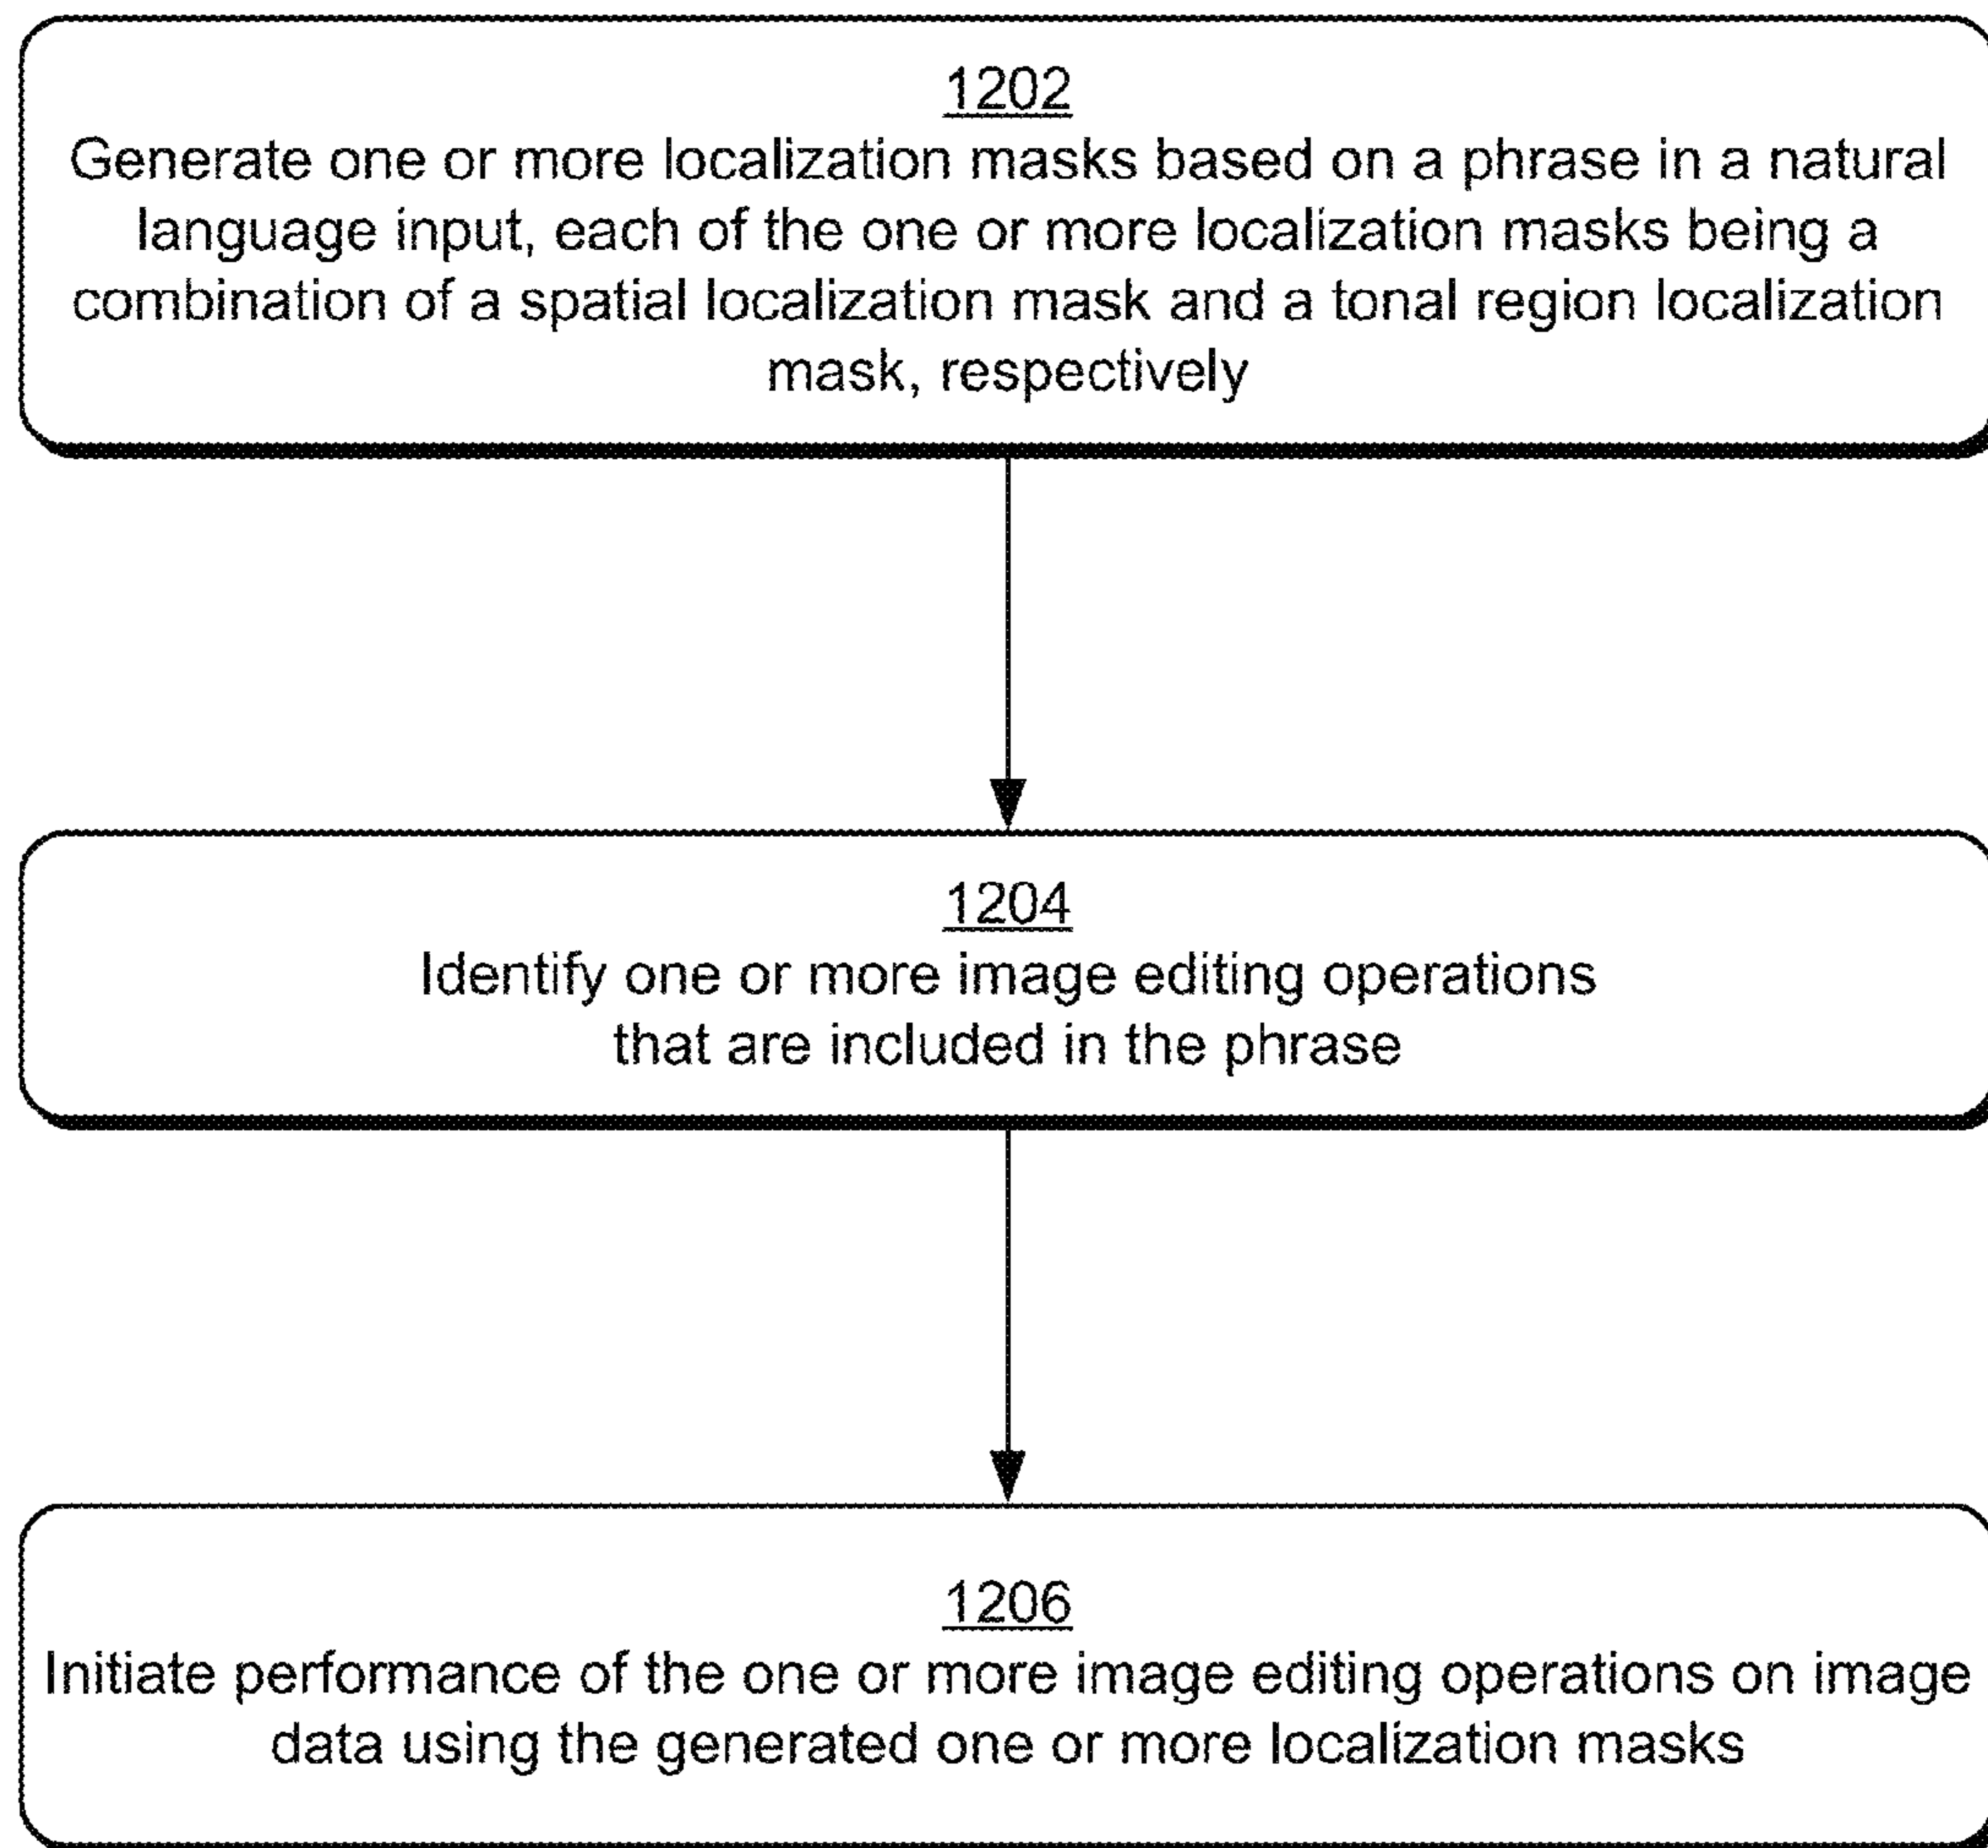 1202
Generate one or more localization masks based on a phrase in a natural
language input, each of the one or more localization masks being a
combination of a spatial localization mask and a tonal region localization
mask, respectively
1204
Identify one or more image editing operations
that are included in the phrase
1206
Initiate performance of the one or more image editing operations on image
data using the generated one or more localization masks